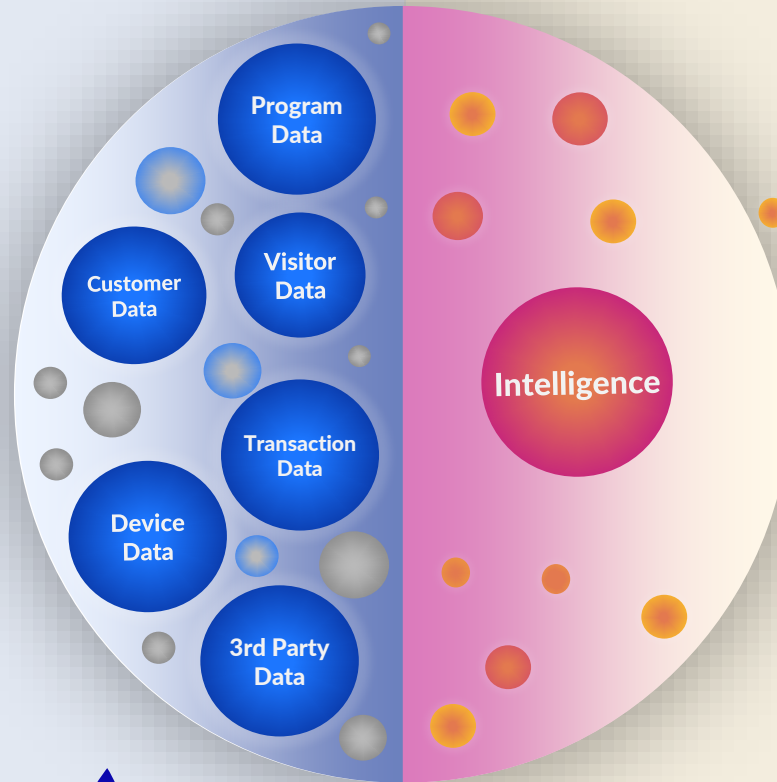 Program
Data
Visitor
Data
Customer
Data
Intelligence
Transaction
Data
Device
Data
3rd Party
Data